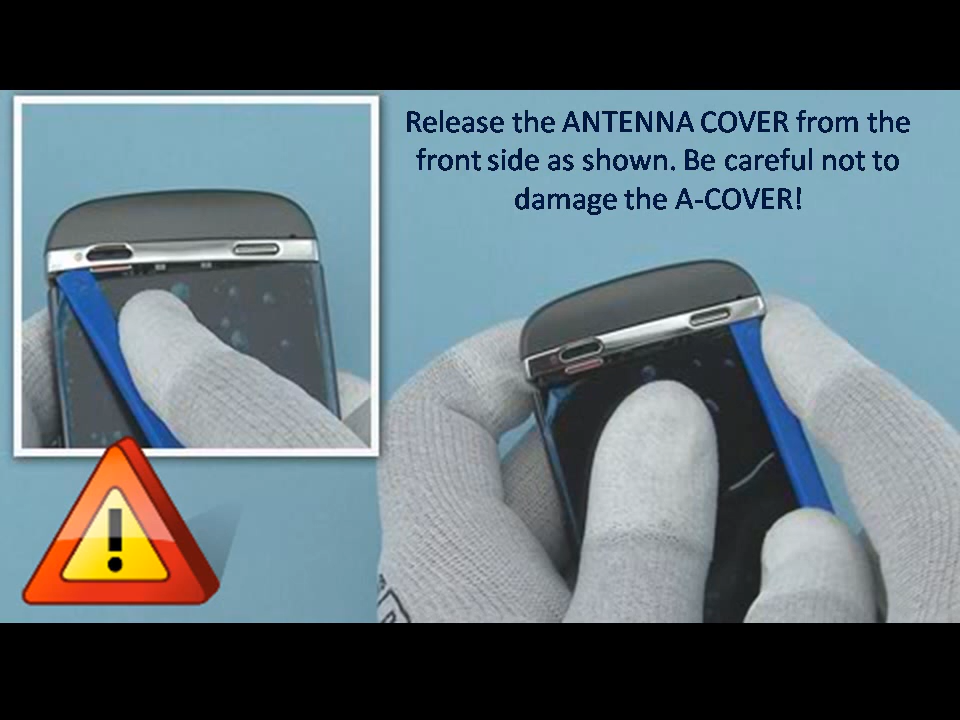 Release the ANTENNA COVER from the
front side as shown. Be careful not to
damage the A-COVER!